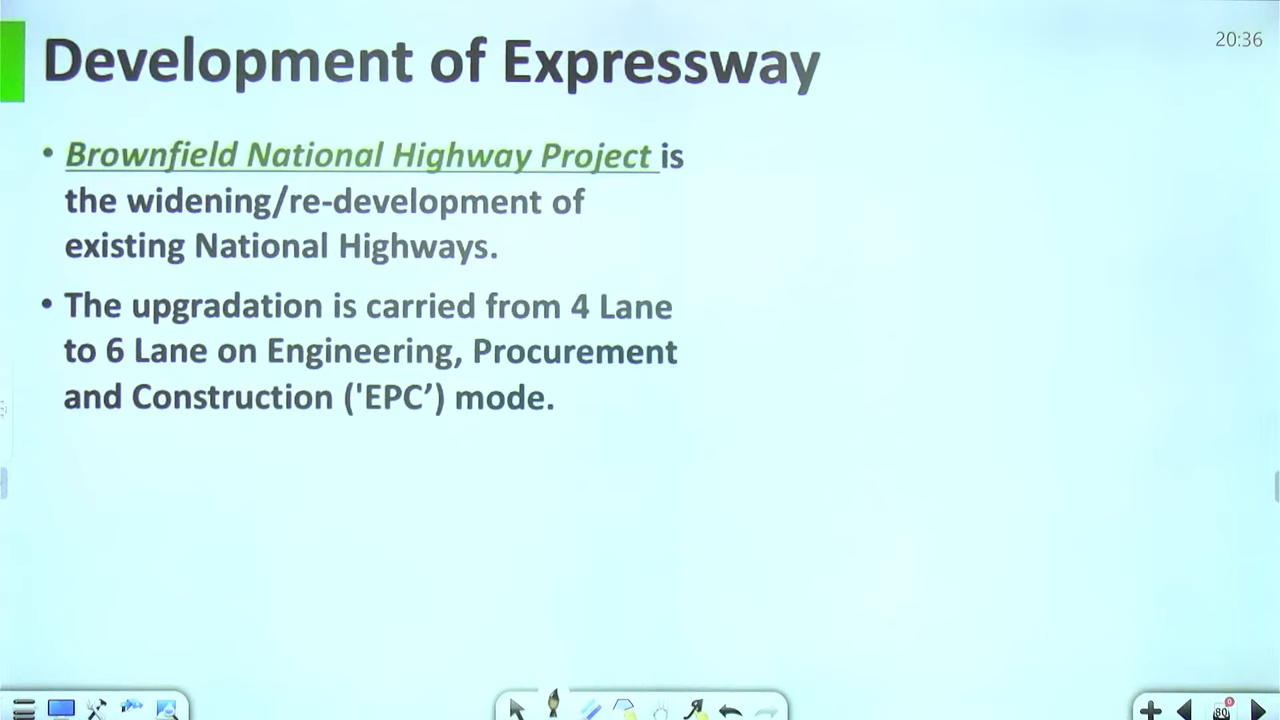 Development of Expressway
20:36
• Brownfield National Highway Project is
the widening/re-development of
existing National Highways.
• The upgradation is carried from 4 Lane
to 6 Lane on Engineering, Procurement
and Construction ('EPC’) mode.
80